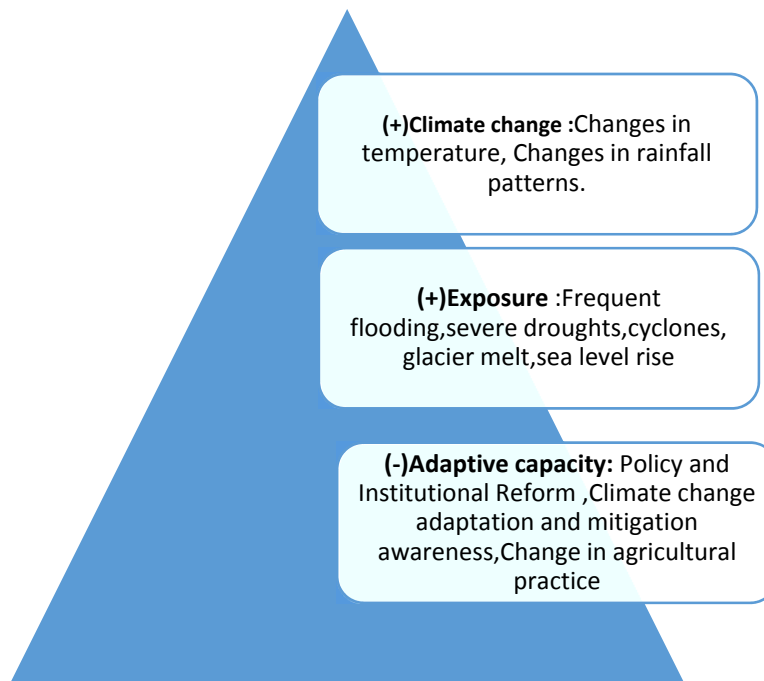 (+)Climate change :Changes in
temperature, Changes in rainfall
patterns.
(+)Exposure :Frequent
flooding,severe droughts,cyclones,
glacier melt,sea level rise
(-)Adaptive capacity: Policy and
Institutional Reform ,Climate change
adaptation and mitigation
awareness,Change in agricultural
practice